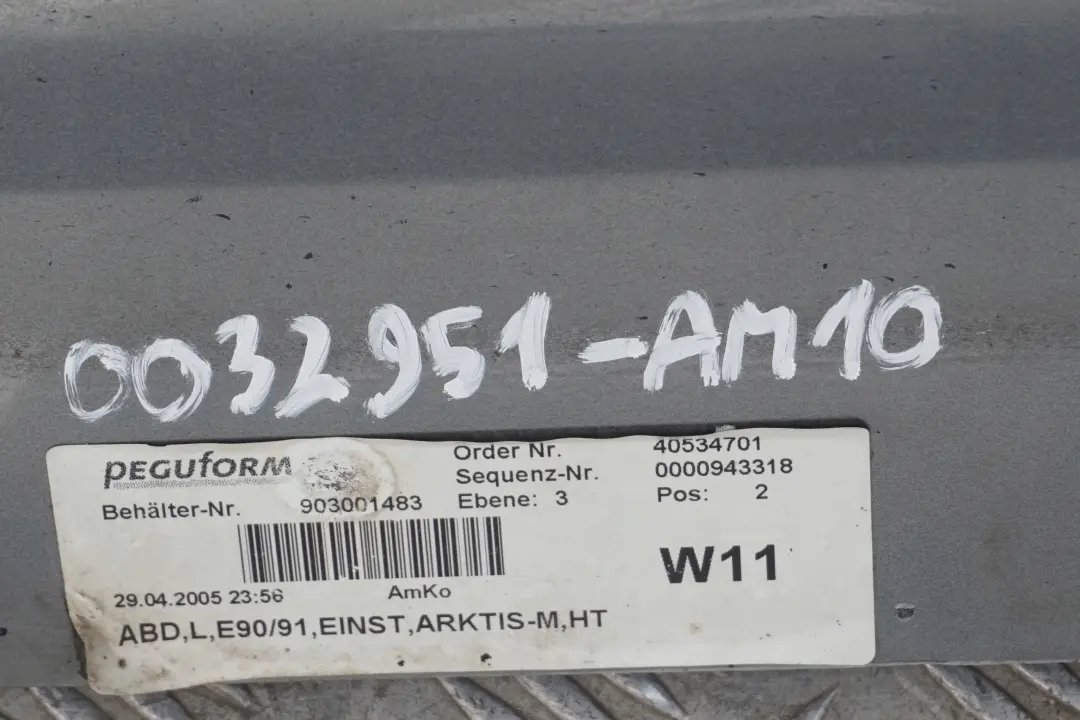 0032951-AM10
PEGUFORM
Order Nr. 40534701
Sequenz-Nr. 0000943318
Behälter-Nr. 903001483 Ebene: 3 Pos: 2
W11
29.04.2005 23:56 AmKo
ABD,L,E90/91,EINST,ARKTIS-M,HT